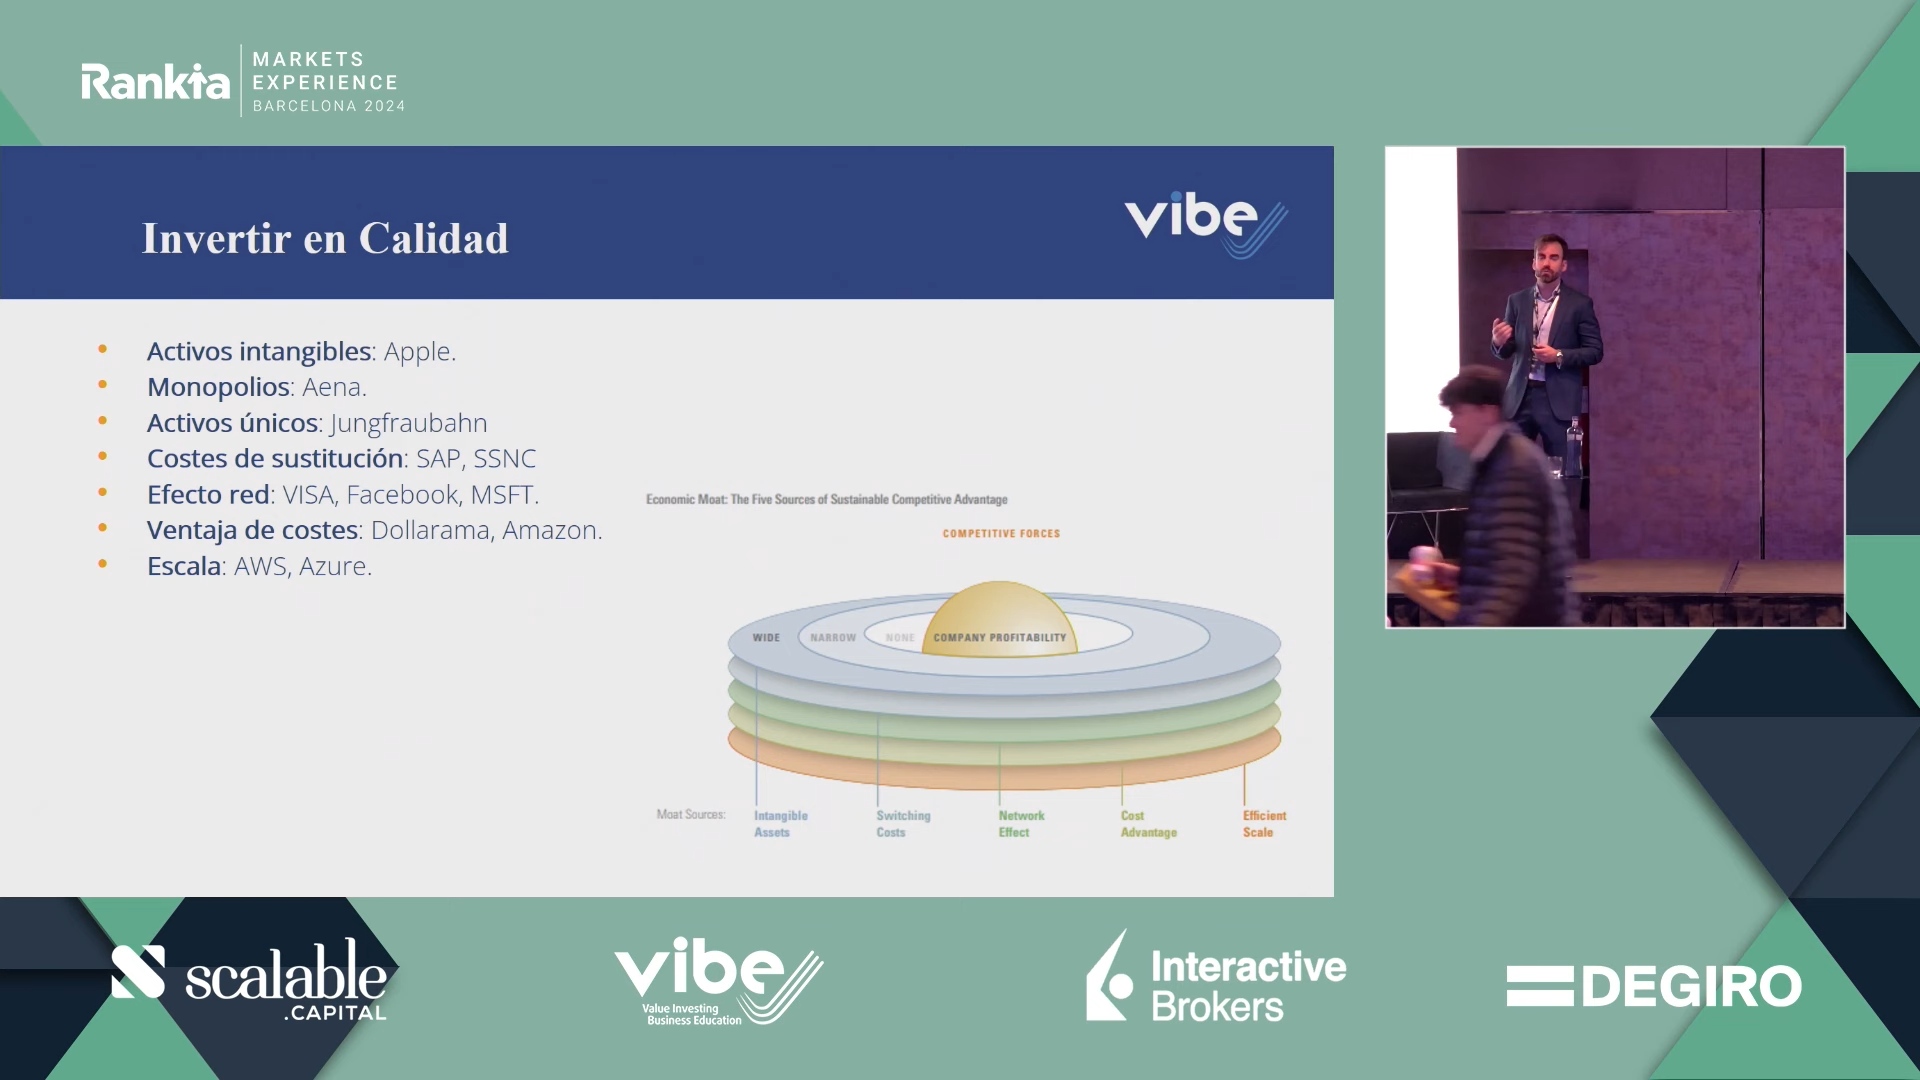 Rankia
MARKETS
EXPERIENCE
BARCELONA 2024
Invertir en Calidad
vibe
• Activos intangibles: Apple.
• Monopolios: Aena.
• Activos únicos: Jungfraubahn
• Costes de sustitución: SAP, SSNC
• Efecto red: VISA, Facebook, MSFT.
• Ventaja de costes: Dollarama, Amazon.
• Escala: AWS, Azure.
Economic Moat: The Five Sources of Sustainable Competitive Advantage
COMPETITIVE FORCES
WIDE NARROW NONE COMPANY PROFITABILITY
Moat Sources:
Intangible
Assets
Switching
Costs
Network
Effect
Cost
Advantage
Efficient
Scale
scalable
.CAPITAL
vibe
Value Investing
Business Education
Interactive
Brokers
DEGIRO